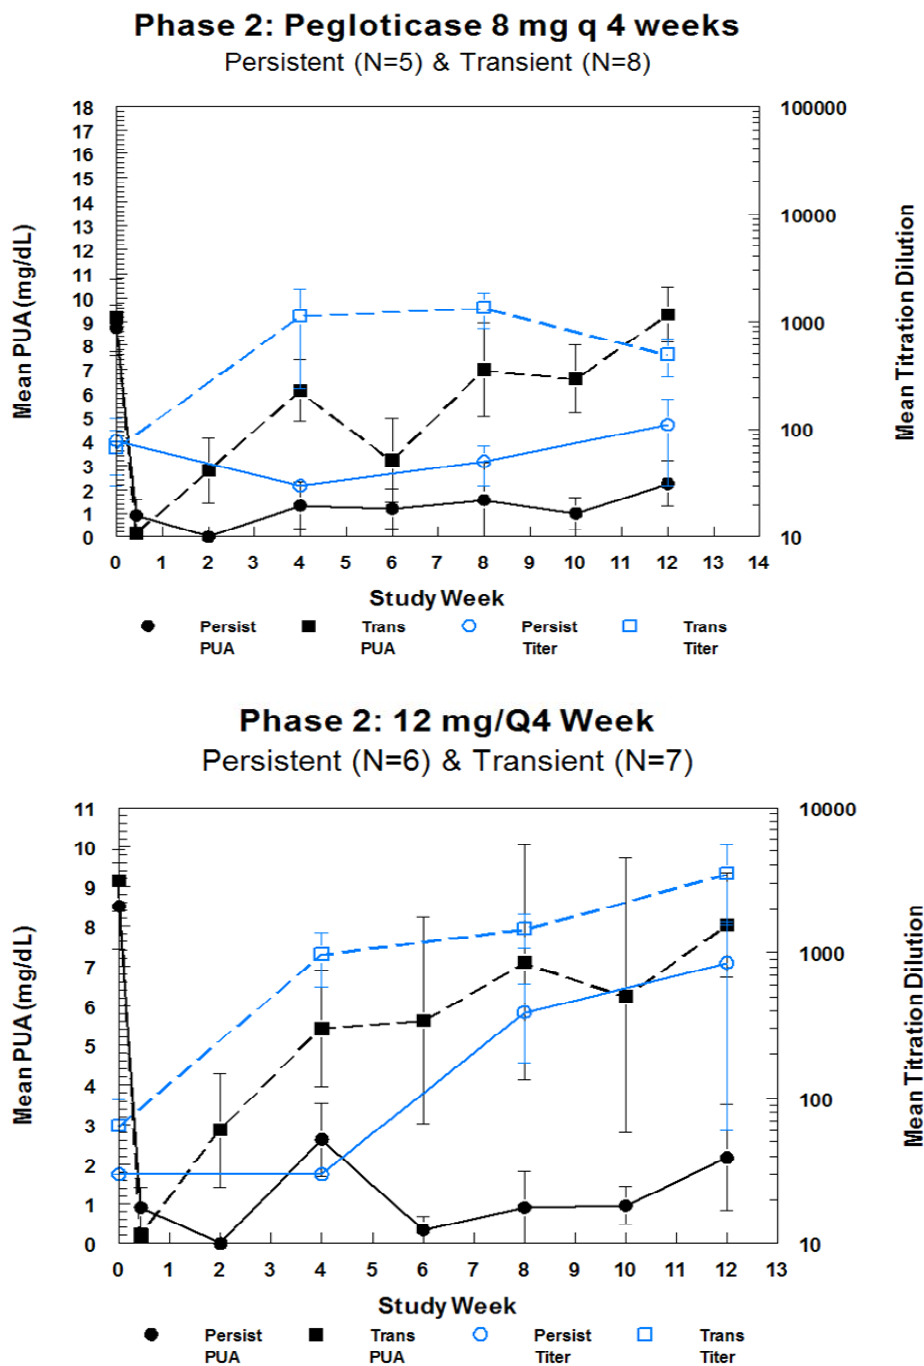 Phase 2: Pegloticase 8 mg q 4 weeks
Persistent (N=5) & Transient (N=8)
Mean PUA (mg/dL)
18
17
16
15
14
13
12
11
10
9
8
7
6
5
4
3
2
1
0
100000
10000
1000
100
10
Mean Titration Dilution
0 1 2 3 4 5 6 7 8 9 10 11 12 13 14
Study Week
Persist PUA
Trans PUA
Persist Titer
Trans Titer
Phase 2: 12 mg/Q4 Week
Persistent (N=6) & Transient (N=7)
Mean PUA (mg/dL)
11
10
9
8
7
6
5
4
3
2
1
0
10000
1000
100
10
Mean Titration Dilution
0 1 2 3 4 5 6 7 8 9 10 11 12 13
Study Week
Persist PUA
Trans PUA
Persist Titer
Trans Titer